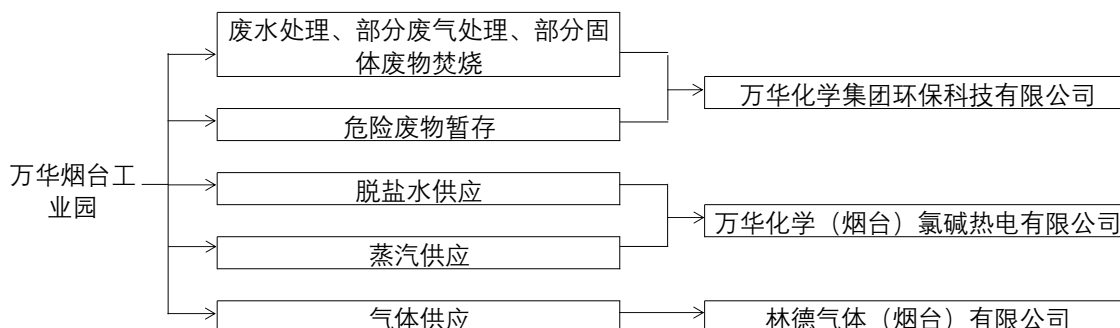 废水处理、部分废气处理、部分固
体废物焚烧
万华化学集团环保科技有限公司
危险废物暂存
万华烟台工
业园
脱盐水供应
万华化学（烟台）氯碱热电有限公司
蒸汽供应
气体供应
林德气体（烟台）有限公司